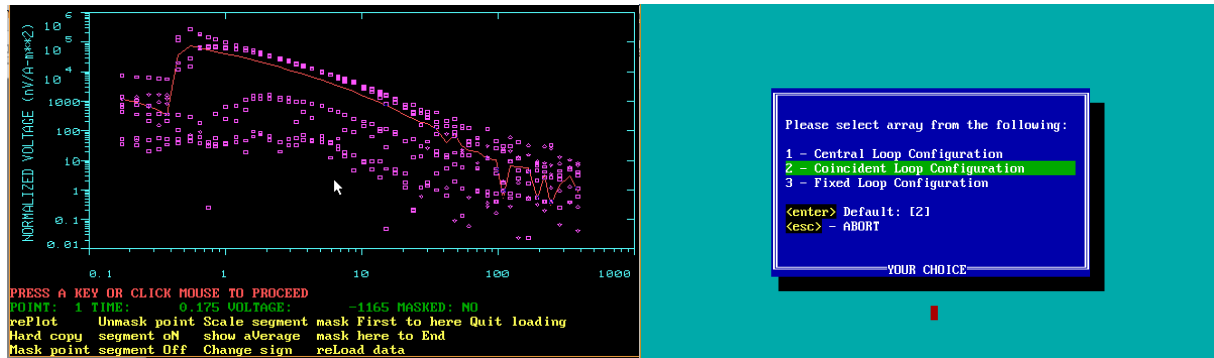 NORMALIZED VOLTAGE (nV/A-m**2)
10 6
10 5
10 4
1000
100
10
1
0.1
0.01
0.1 1 10 100 1000
PRESS A KEY OR CLICK MOUSE TO PROCEED
POINT: 1 TIME: 0.175 VOLTAGE: -1165 MASKED: NO
rePlot Unmask point Scale segment mask First to here Quit loading
Hard copy segment oN show aVerage mask here to End
Mask point segment Off Change sign reLoad data
Please select array from the following:
1 - Central Loop Configuration
2 - Coincident Loop Configuration
3 - Fixed Loop Configuration
<enter> Default: [2]
<esc> - ABORT
YOUR CHOICE